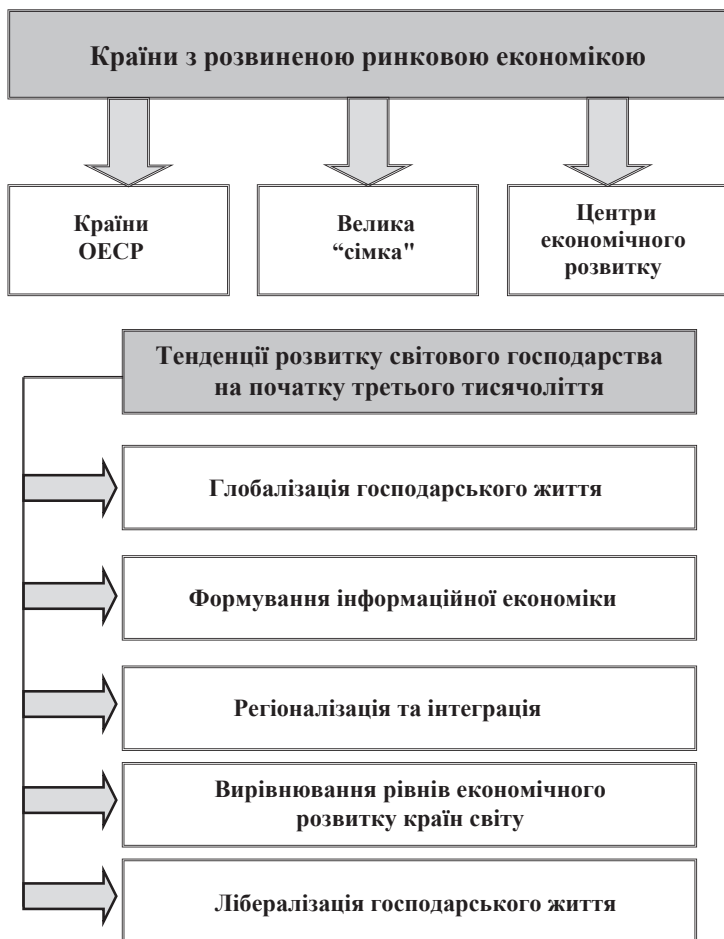 Країни з розвиненою ринковою економікою
Країни
ОЕСР
Велика
“сімка"
Центри
економічного
розвитку
Тенденції розвитку світового господарства
на початку третього тисячоліття
Глобалізація господарського життя
Формування інформаційної економіки
Регіоналізація та інтеграція
Вирівнювання рівнів економічного
розвитку країн світу
Лібералізація господарського життя